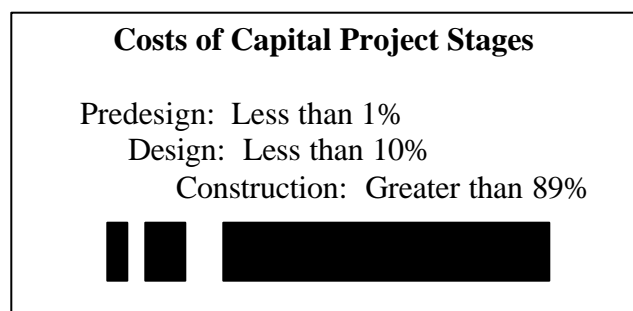 Costs of Capital Project Stages
Predesign: Less than 1%
Design: Less than 10%
Construction: Greater than 89%